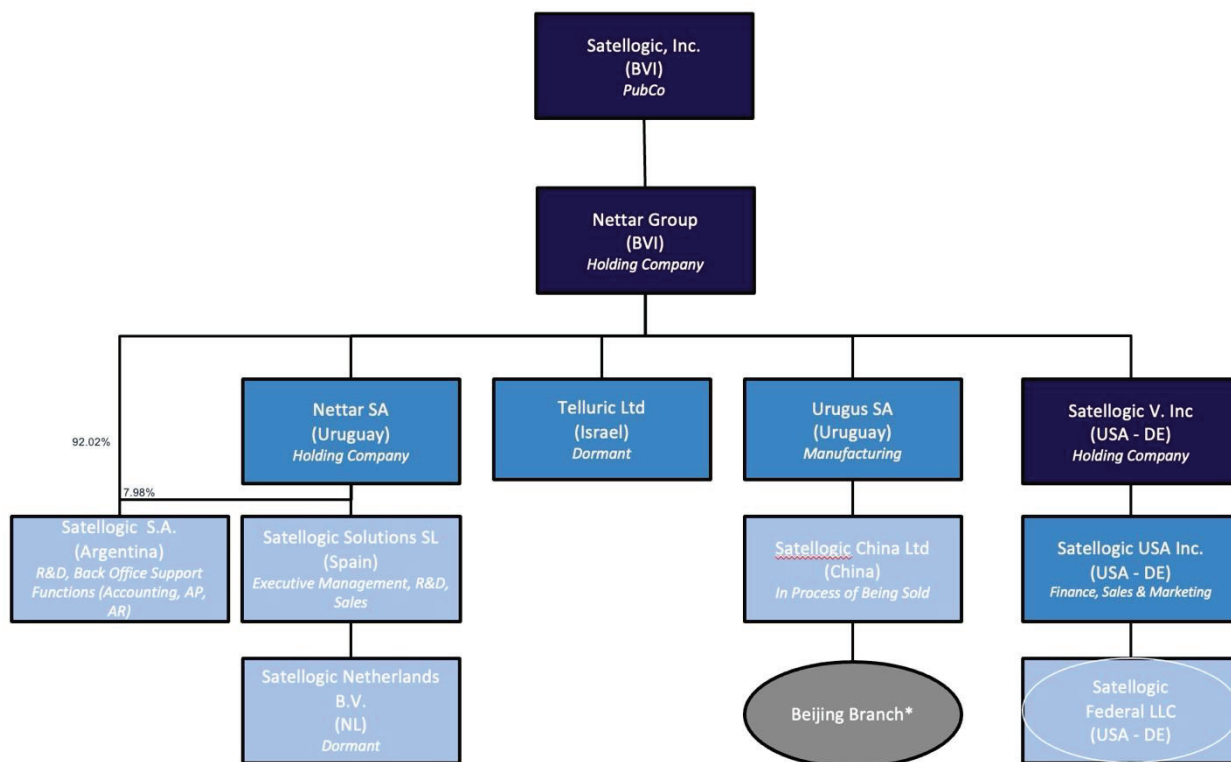 Satellogic, Inc.
(BVI)
PubCo
Nettar Group
(BVI)
Holding Company
92.02%
7.98%
Nettar SA
(Uruguay)
Holding Company
Telluric Ltd
(Israel)
Dormant
Urugus SA
(Uruguay)
Manufacturing
Satellogic V. Inc
(USA - DE)
Holding Company
Satellogic S.A.
(Argentina)
R&D, Back Office Support
Functions (Accounting, AP,
AR)
Satellogic Solutions SL
(Spain)
Executive Management, R&D,
Sales
Satellogic China Ltd
(China)
In Process of Being Sold
Satellogic USA Inc.
(USA - DE)
Finance, Sales & Marketing
Satellogic Netherlands
B.V.
(NL)
Dormant
Beijing Branch*
Satellogic
Federal LLC
(USA - DE)